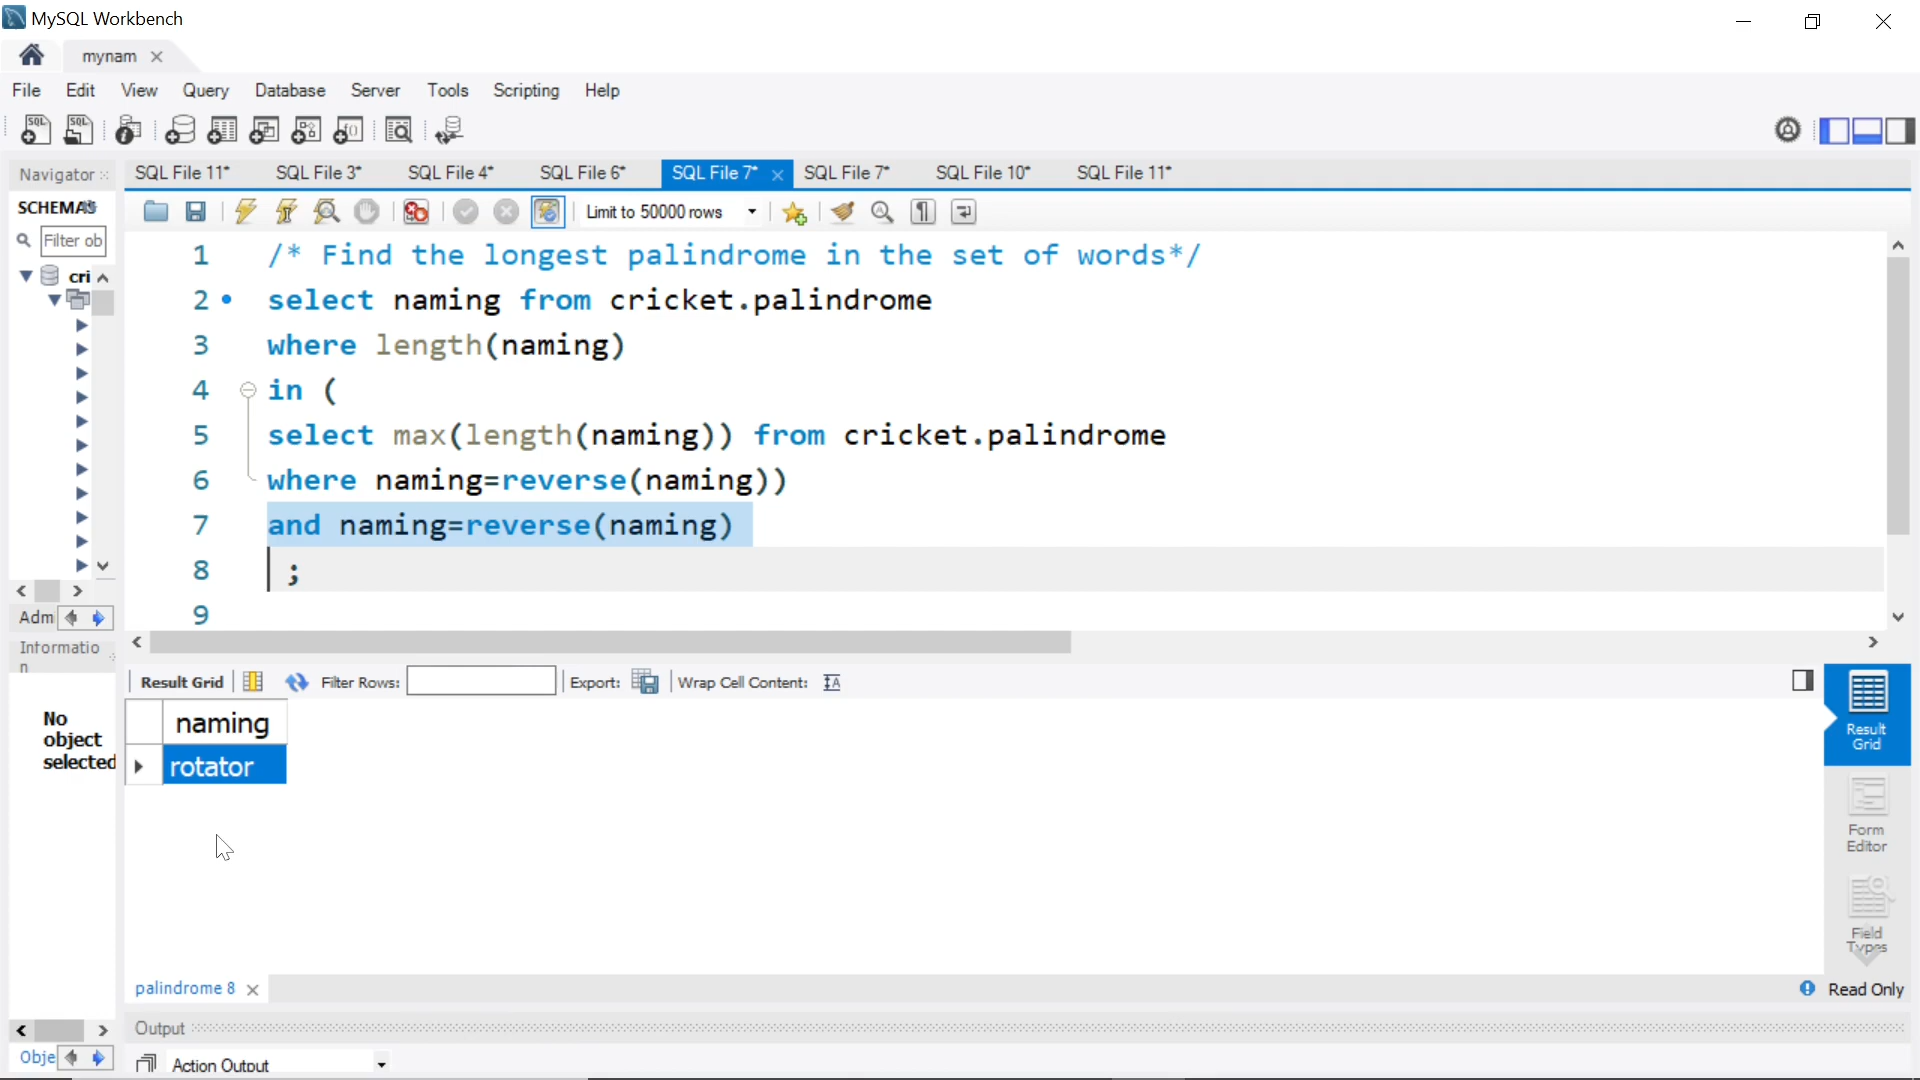 MySQL Workbench
mynam
File Edit View Query Database Server Tools Scripting Help
Navigator
SQL File 11* SQL File 3* SQL File 4* SQL File 6* SQL File 7* SQL File 7* SQL File 10* SQL File 11*
SCHEMAS
Limit to 50000 rows
Filter ob
cri
1 /* Find the longest palindrome in the set of words*/
2 select naming from cricket.palindrome
3 where length(naming)
4 in (
5 select max(length(naming)) from cricket.palindrome
6 where naming=reverse(naming))
7 and naming=reverse(naming)
8 ;
9
Adm
Informatio
n
No
object
selected
Result Grid Filter Rows: Export: Wrap Cell Content:
naming
rotator
Result
Grid
Form
Editor
Field
Types
palindrome 8
Read Only
Output
Obje
Action Output